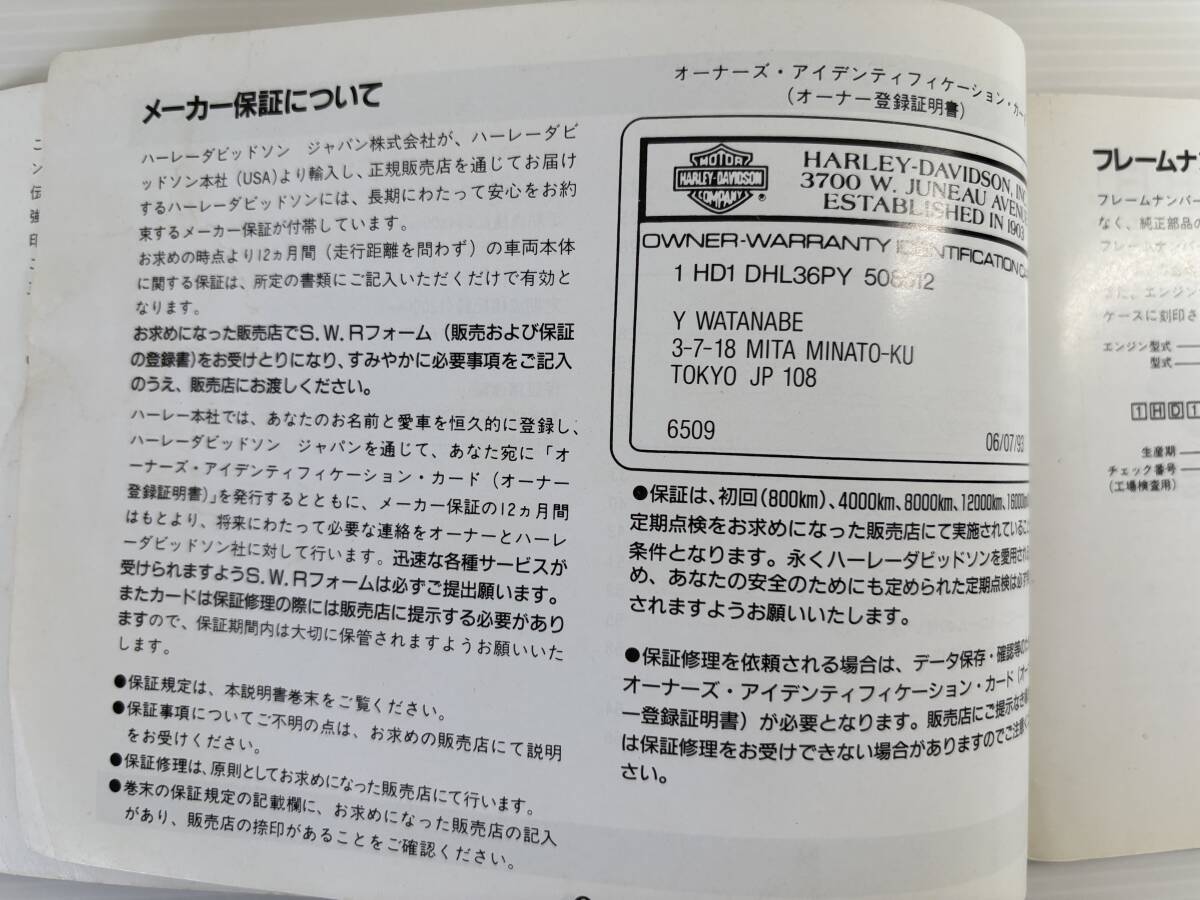 メーカー保証について
ハーレーダビッドソン　ジャパン株式会社が、ハーレーダビ
ッドソン本社(USA)より輸入し、正規販売店を通じてお届け
するハーレーダビッドソンには、長期にわたって安心をお約
束するメーカー保証が付帯しています。
お求めの時点より12ヵ月間（走行距離を問わず）の車両本体
に関する保証は、所定の書類にご記入いただくだけで有効と
なります。
お求めになった販売店でS.W.Rフォーム（販売および保証
の登録書)をお受けとりになり、すみやかに必要事項をご記入
のうえ、販売店にお渡しください。
ハーレー本社では、あなたのお名前と愛車を恒久的に登録し、
ハーレーダビッドソン　ジャパンを通じて、あなた宛に「オ
ーナーズ・アイデンティフィケーション・カード（オーナー
登録証明書)」を発行するとともに、メーカー保証の12ヵ月間
はもとより、将来にわたって必要な連絡をオーナーとハーレ
ーダビッドソン社に対して行います。迅速な各種サービスが
受けられますようS.W.Rフォームは必ずご提出願います。
またカードは保証修理の際には販売店に提示する必要があり
ますので、保証期間内は大切に保管されますようお願いいた
します。
●保証規定は、本説明書巻末をご覧ください。
●保証事項についてご不明の点は、お求めの販売店にて説明
をお受けください。
●保証修理は、原則としてお求めになった販売店にて行います。
●巻末の保証規定の記載欄に、お求めになった販売店の記入
があり、販売店の捺印があることをご確認ください。
オーナーズ・アイデンティフィケーション・カー
(オーナー登録証明書)
MOTOR
HARLEY-DAVIDSON
COMPANY
®
HARLEY-DAVIDSON, INC
3700 W. JUNEAU AVENUE
ESTABLISHED IN 1903
OWNER-WARRANTY IDENTIFICATION CA
1 HD1 DHL36PY 508512
Y WATANABE
3-7-18 MITA MINATO-KU
TOKYO JP 108
6509
06/07/93
●保証は、初回(800km)、4000km、8000km、12000km、16000km
定期点検をお求めになった販売店にて実施されていること
条件となります。永くハーレーダビッドソンを愛用され
め、あなたの安全のためにも定められた定期点検は必ず
されますようお願いいたします。
●保証修理を依頼される場合は、データ保存・確認等のた
オーナーズ・アイデンティフィケーション・カード(オー
ー登録証明書）が必要となります。販売店にご提示なき
は保証修理をお受けできない場合がありますのでご注意く
さい。
フレームナン
フレームナンバー
なく、純正部品の
フレームナン
また、エンジン
ケースに刻印さ
エンジン型式
型式
1HD1
生産期
チェック番号
(工場検査用)